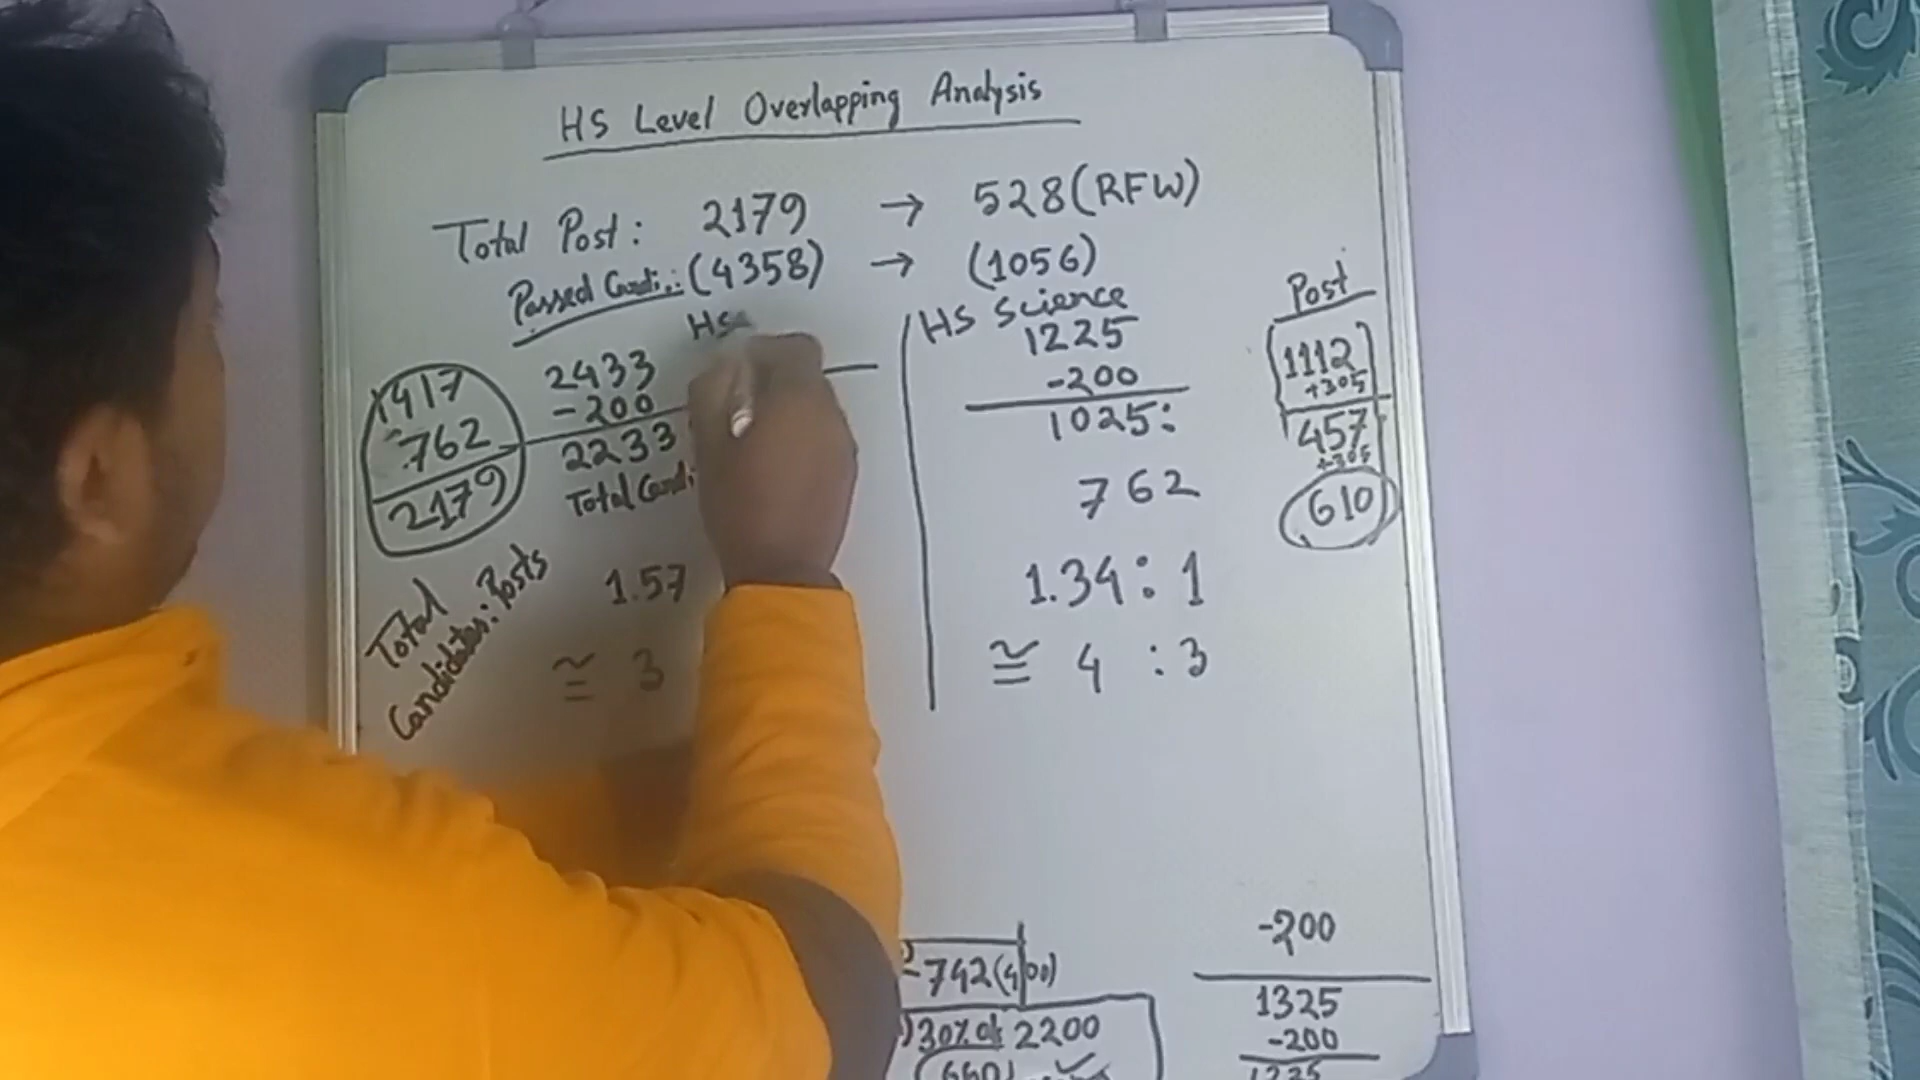 HS Level Overlapping Analysis
Total Post: 2179 → 528(RFW)
Passed Candi.: (4358) → (1056)
HS
2433
-200
2233
Total Candi
1417
762
2179
Total
Candidates: Posts
1.57
≅ 3
HS Science
1225
-200
1025:
762
1.34 : 1
≅ 4 : 3
Post
1112
+305
457
+305
610
-742(400)
30% of 2200
660
-200
1325
-200